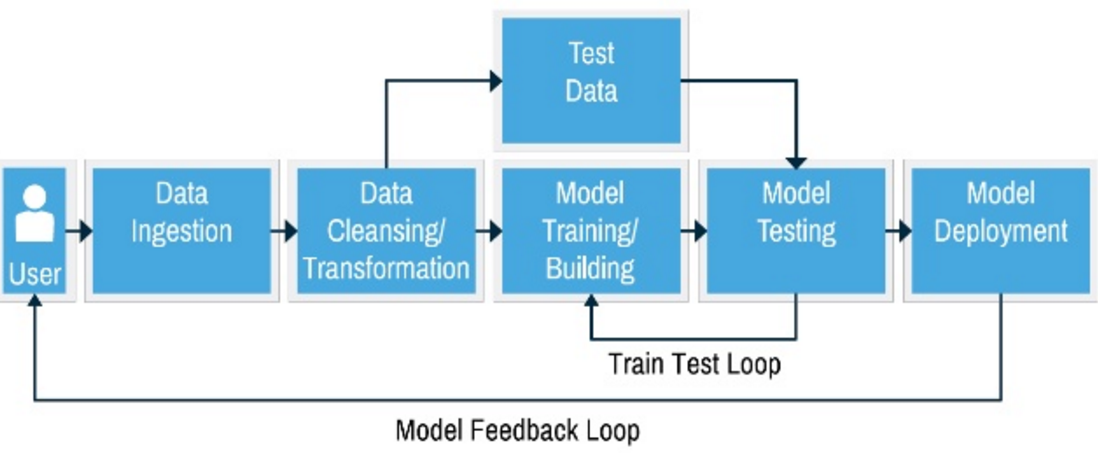 Test
Data
User
Data
Ingestion
Data
Cleansing/
Transformation
Model
Training/
Building
Model
Testing
Model
Deployment
Train Test Loop
Model Feedback Loop